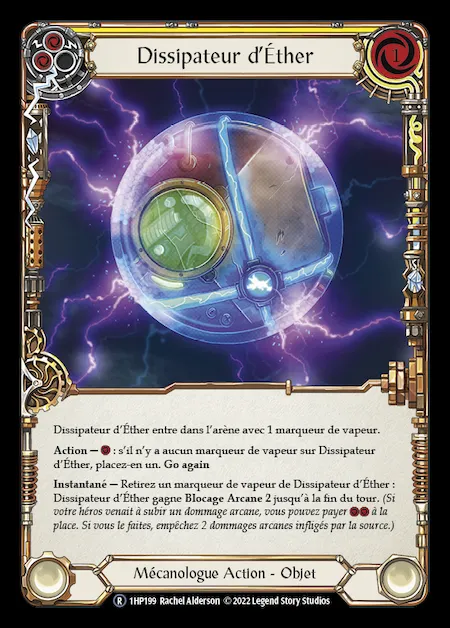 Dissipateur d'Éther
1
Dissipateur d'Éther entre dans l'arène avec 1 marqueur de vapeur.
Action — : s'il n'y a aucun marqueur de vapeur sur Dissipateur
d'Éther, placez-en un. Go again
Instantané — Retirez un marqueur de vapeur de Dissipateur d'Éther :
Dissipateur d'Éther gagne Blocage Arcane 2 jusqu'à la fin du tour. (Si
votre héros venait à subir un dommage arcane, vous pouvez payer à
la place. Si vous le faites, empêchez 2 dommages arcanes infligés par la source.)
Mécanologue Action - Objet
R 1HP199 Rachel Alderson ©2022 Legend Story Studios